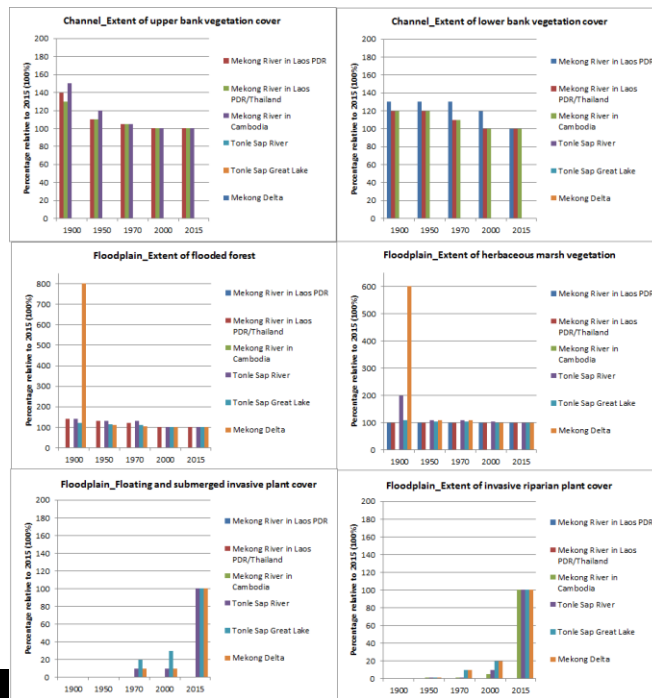 Channel_Extent of upper bank vegetation cover
Percentage relative to 2015 (100%)
200
180
160
140
120
100
80
60
40
20
0
1900 1950 1970 2000 2015
Mekong River in Laos PDR
Mekong River in Laos
PDR/Thailand
Mekong River in
Cambodia
Tonle Sap River
Tonle Sap Great Lake
Mekong Delta
Channel_Extent of lower bank vegetation cover
Percentage relative to 2015 (100%)
200
180
160
140
120
100
80
60
40
20
0
1900 1950 1970 2000 2015
Mekong River in Laos PDR
Mekong River in Laos
PDR/Thailand
Mekong River in
Cambodia
Tonle Sap River
Tonle Sap Great Lake
Mekong Delta
Floodplain_Extent of flooded forest
Percentage relative to 2015 (100%)
800
700
600
500
400
300
200
100
0
1900 1950 1970 2000 2015
Mekong River in Laos PDR
Mekong River in Laos
PDR/Thailand
Mekong River in
Cambodia
Tonle Sap River
Tonle Sap Great Lake
Mekong Delta
Floodplain_Extent of herbaceous marsh vegetation
Percentage relative to 2015 (100%)
600
500
400
300
200
100
0
1900 1950 1970 2000 2015
Mekong River in Laos PDR
Mekong River in Laos
PDR/Thailand
Mekong River in
Cambodia
Tonle Sap River
Tonle Sap Great Lake
Mekong Delta
Floodplain_Floating and submerged invasive plant cover
Percentage relative to 2015 (100%)
200
180
160
140
120
100
80
60
40
20
0
1900 1950 1970 2000 2015
Mekong River in Laos PDR
Mekong River in Laos
PDR/Thailand
Mekong River in
Cambodia
Tonle Sap River
Tonle Sap Great Lake
Mekong Delta
Floodplain_Extent of invasive riparian plant cover
Percentage relative to 2015 (100%)
200
180
160
140
120
100
80
60
40
20
0
1900 1950 1970 2000 2015
Mekong River in Laos PDR
Mekong River in Laos
PDR/Thailand
Mekong River in
Cambodia
Tonle Sap River
Tonle Sap Great Lake
Mekong Delta